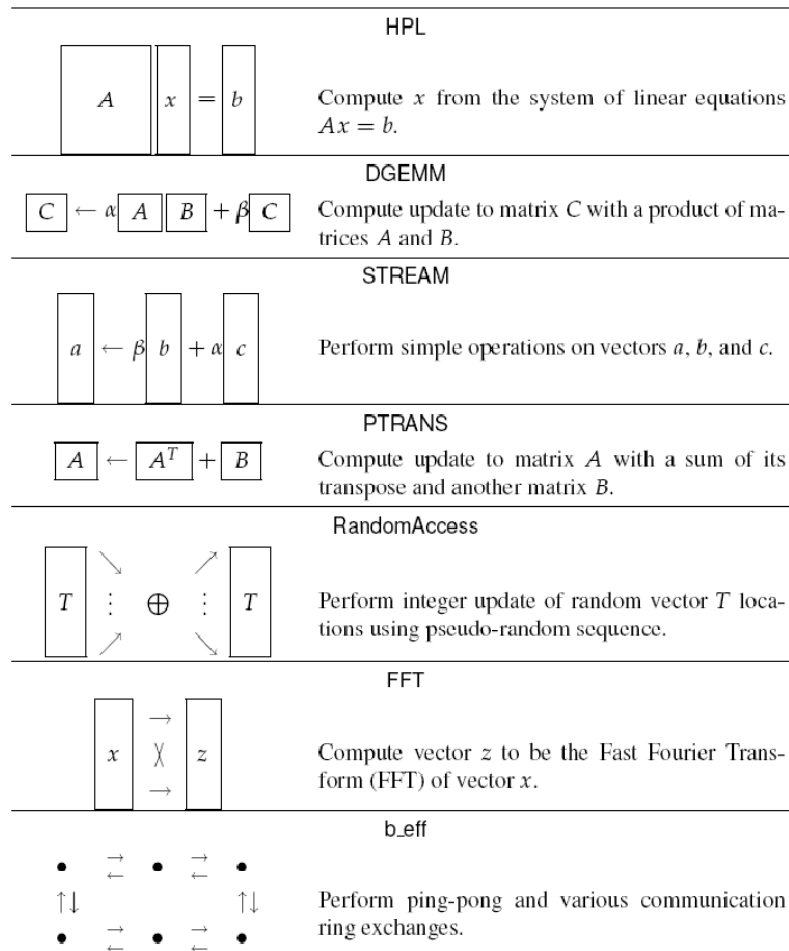 HPL
A x = b
Compute x from the system of linear equations
Ax = b.
DGEMM
C ← α A B + β C
Compute update to matrix C with a product of ma-
trices A and B.
STREAM
a ← β b + α c
Perform simple operations on vectors a, b, and c.
PTRANS
A ← A^T + B
Compute update to matrix A with a sum of its
transpose and another matrix B.
RandomAccess
T ⋮ ⊕ ⋮ T
Perform integer update of random vector T loca-
tions using pseudo-random sequence.
FFT
x z
Compute vector z to be the Fast Fourier Trans-
form (FFT) of vector x.
b_eff
Perform ping-pong and various communication
ring exchanges.